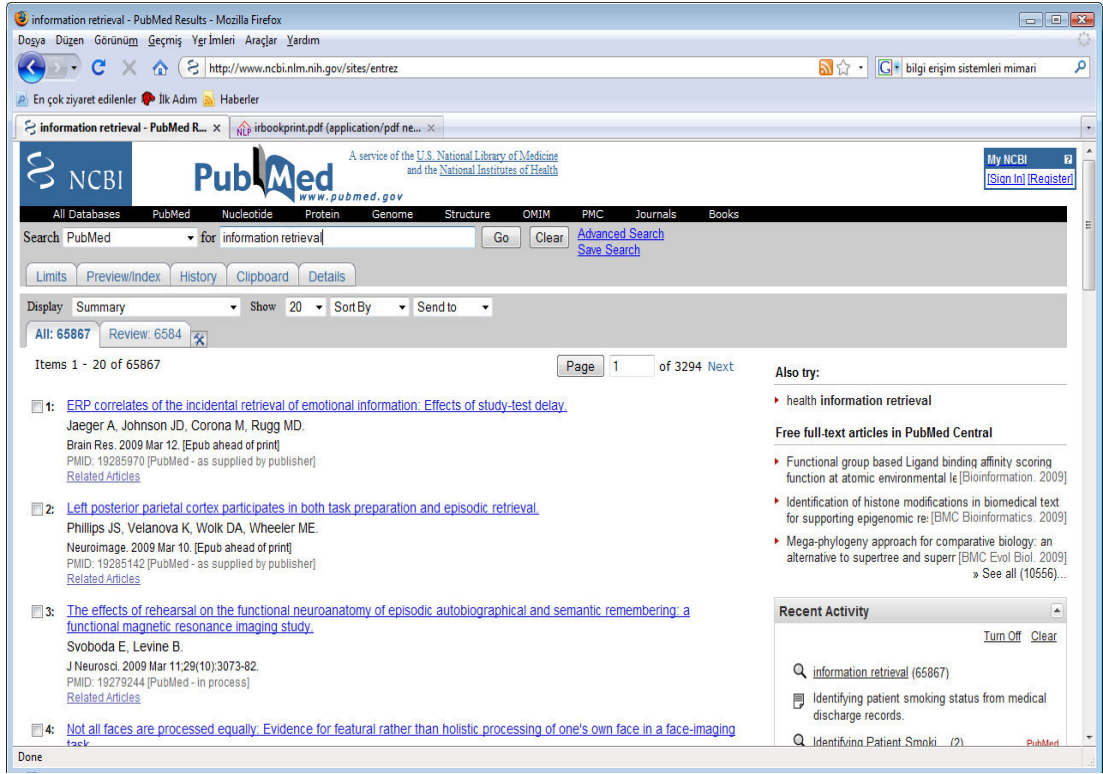 information retrieval - PubMed Results - Mozilla Firefox
Dosya Düzen Görünüm Geçmiş Yer İmleri Araçlar Yardım
http://www.ncbi.nlm.nih.gov/sites/entrez
bilgi erişim sistemleri mimari
En çok ziyaret edilenler İlk Adım Haberler
information retrieval - PubMed R...
irbookprint.pdf (application/pdf ne...
NCBI
PubMed
www.pubmed.gov
A service of the U.S. National Library of Medicine
and the National Institutes of Health
My NCBI
[Sign In] [Register]
All Databases PubMed Nucleotide Protein Genome Structure OMIM PMC Journals Books
Search PubMed for information retrieval Go Clear Advanced Search
Save Search
Limits Preview/Index History Clipboard Details
Display Summary Show 20 Sort By Send to
All: 65867 Review: 6584
Items 1 - 20 of 65867
Page 1 of 3294 Next
1: ERP correlates of the incidental retrieval of emotional information: Effects of study-test delay.
Jaeger A, Johnson JD, Corona M, Rugg MD.
Brain Res. 2009 Mar 12. [Epub ahead of print]
PMID: 19285970 [PubMed - as supplied by publisher]
Related Articles
2: Left posterior parietal cortex participates in both task preparation and episodic retrieval.
Phillips JS, Velanova K, Wolk DA, Wheeler ME.
Neuroimage. 2009 Mar 10. [Epub ahead of print]
PMID: 19285142 [PubMed - as supplied by publisher]
Related Articles
3: The effects of rehearsal on the functional neuroanatomy of episodic autobiographical and semantic remembering: a
functional magnetic resonance imaging study.
Svoboda E, Levine B.
J Neurosci. 2009 Mar 11;29(10):3073-82.
PMID: 19279244 [PubMed - in process]
Related Articles
4: Not all faces are processed equally: Evidence for featural rather than holistic processing of one's own face in a face-imaging
task.
Also try:
health information retrieval
Free full-text articles in PubMed Central
Functional group based Ligand binding affinity scoring
function at atomic environmental le [Bioinformation. 2009]
Identification of histone modifications in biomedical text
for supporting epigenomic re: [BMC Bioinformatics. 2009]
Mega-phylogeny approach for comparative biology: an
alternative to supertree and superr [BMC Evol Biol. 2009]
» See all (10556)...
Recent Activity
Turn Off Clear
information retrieval (65867)
Identifying patient smoking status from medical
discharge records.
Identifying Patient Smoki... (2) PubMed
Done